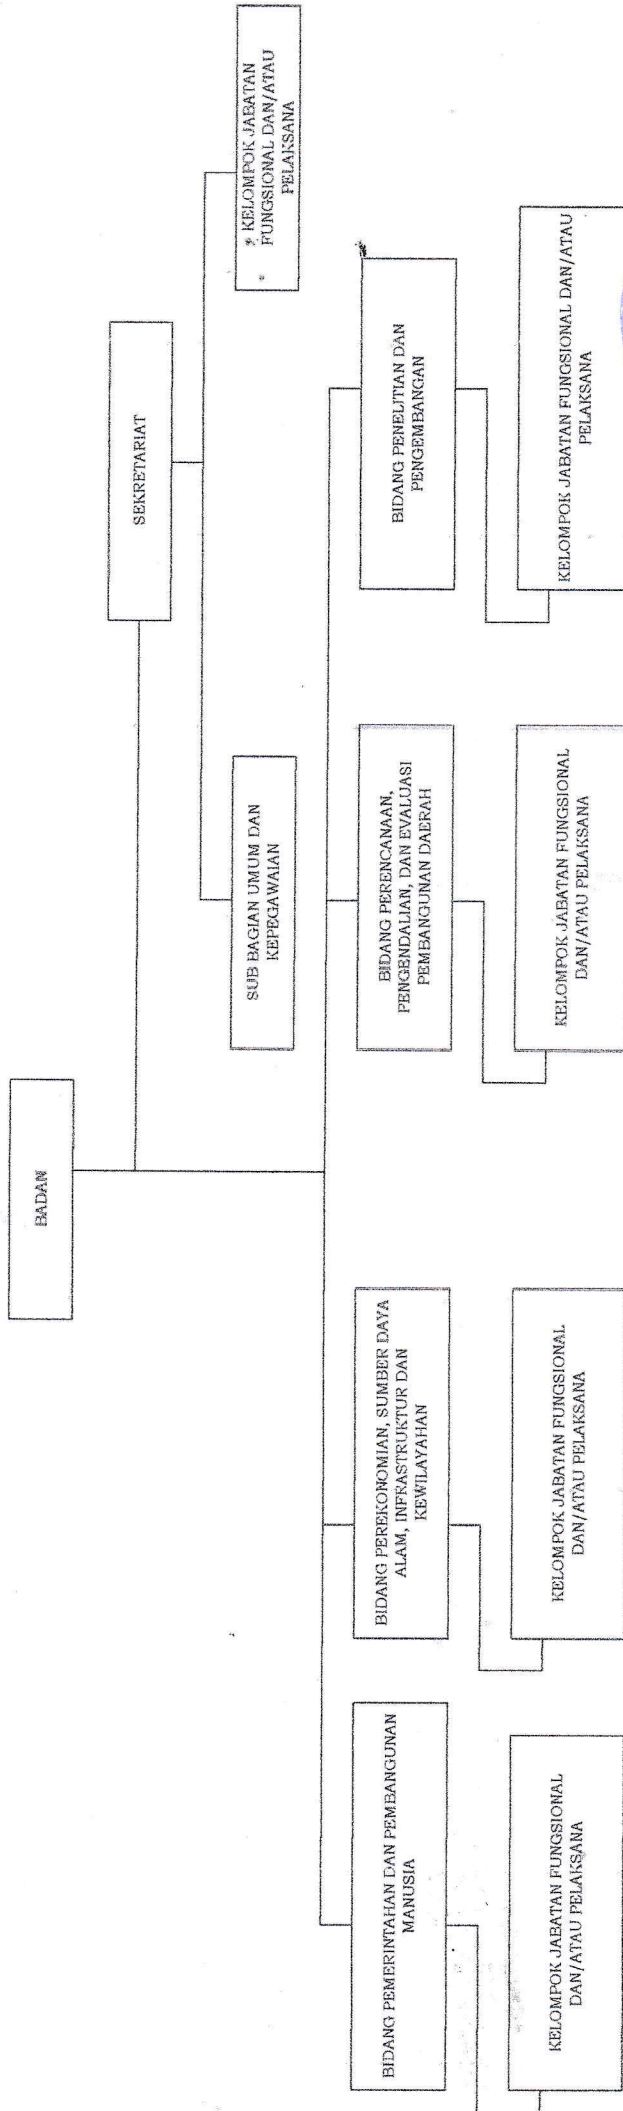 BADAN
SEKRETARIAT
SUB BAGIAN UMUM DAN
KEPEGAWAIAN
KELOMPOK JABATAN
FUNGSIONAL DAN/ATAU
PELAKSANA
BIDANG PEMERINTAHAN DAN PEMBANGUNAN
MANUSIA
BIDANG PEREKONOMIAN, SUMBER DAYA
ALAM, INFRASTRUKTUR DAN
KEWILAYAHAN
BIDANG PERENCANAAN,
PENGENDALIAN, DAN EVALUASI
PEMBANGUNAN DAERAH
BIDANG PENELITIAN DAN
PENGEMBANGAN
KELOMPOK JABATAN FUNGSIONAL
DAN/ATAU PELAKSANA
KELOMPOK JABATAN FUNGSIONAL
DAN/ATAU PELAKSANA
KELOMPOK JABATAN FUNGSIONAL
DAN/ATAU PELAKSANA
KELOMPOK JABATAN FUNGSIONAL DAN/ATAU
PELAKSANA